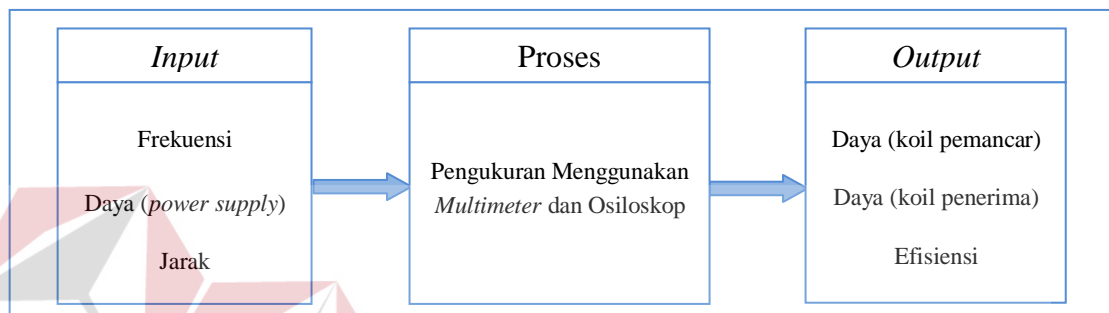 Input
Frekuensi
Daya (power supply)
Jarak
Proses
Pengukuran Menggunakan
Multimeter dan Osiloskop
Output
Daya (koil pemancar)
Daya (koil penerima)
Efisiensi